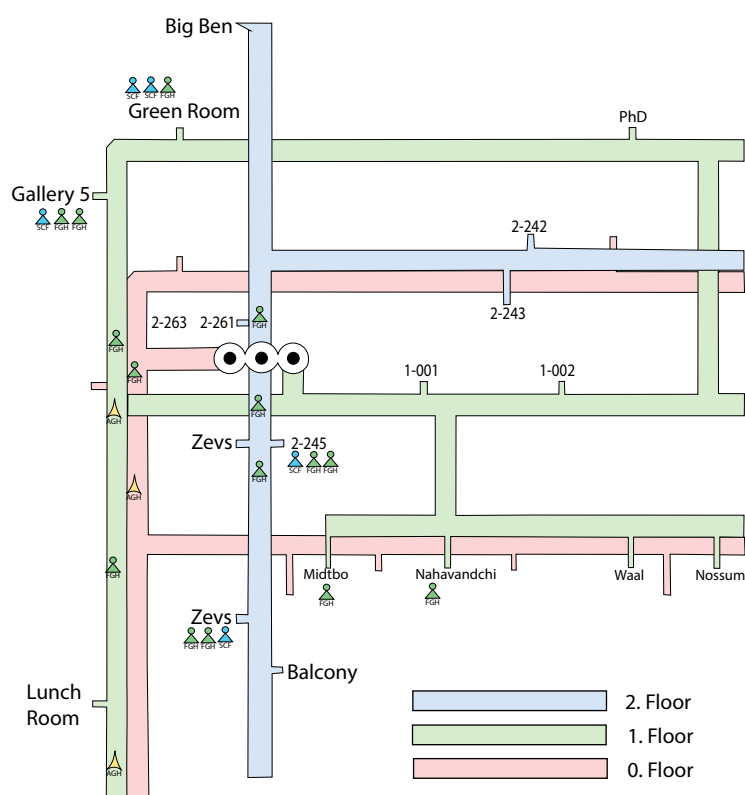 Big Ben
SCF SCF FGH
Green Room
PhD
Gallery 5
SCF FGH FGH
2-242
2-243
2-263 2-261
FGH
FGH
FGH
1-001 1-002
FGH
AGH
Zevs 2-245
SCF FGH FGH
FGH
AGH
FGH
Midtbo Nahavandchi Waal Nossum
FGH FGH
Zevs
FGH FGH SCF
Balcony
Lunch
Room
2. Floor
1. Floor
AGH
0. Floor